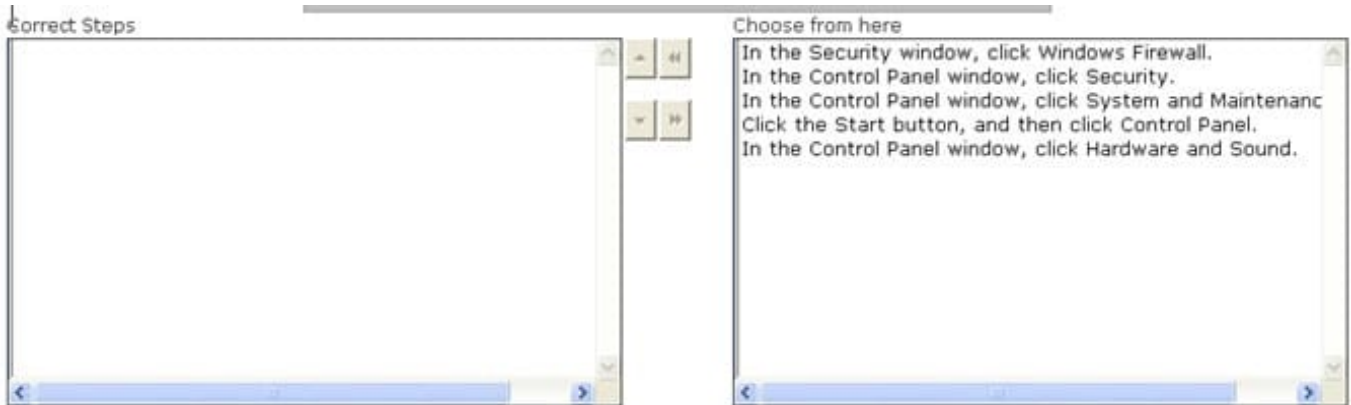 Correct Steps
Choose from here
In the Security window, click Windows Firewall.
In the Control Panel window, click Security.
In the Control Panel window, click System and Maintenanc
Click the Start button, and then click Control Panel.
In the Control Panel window, click Hardware and Sound.